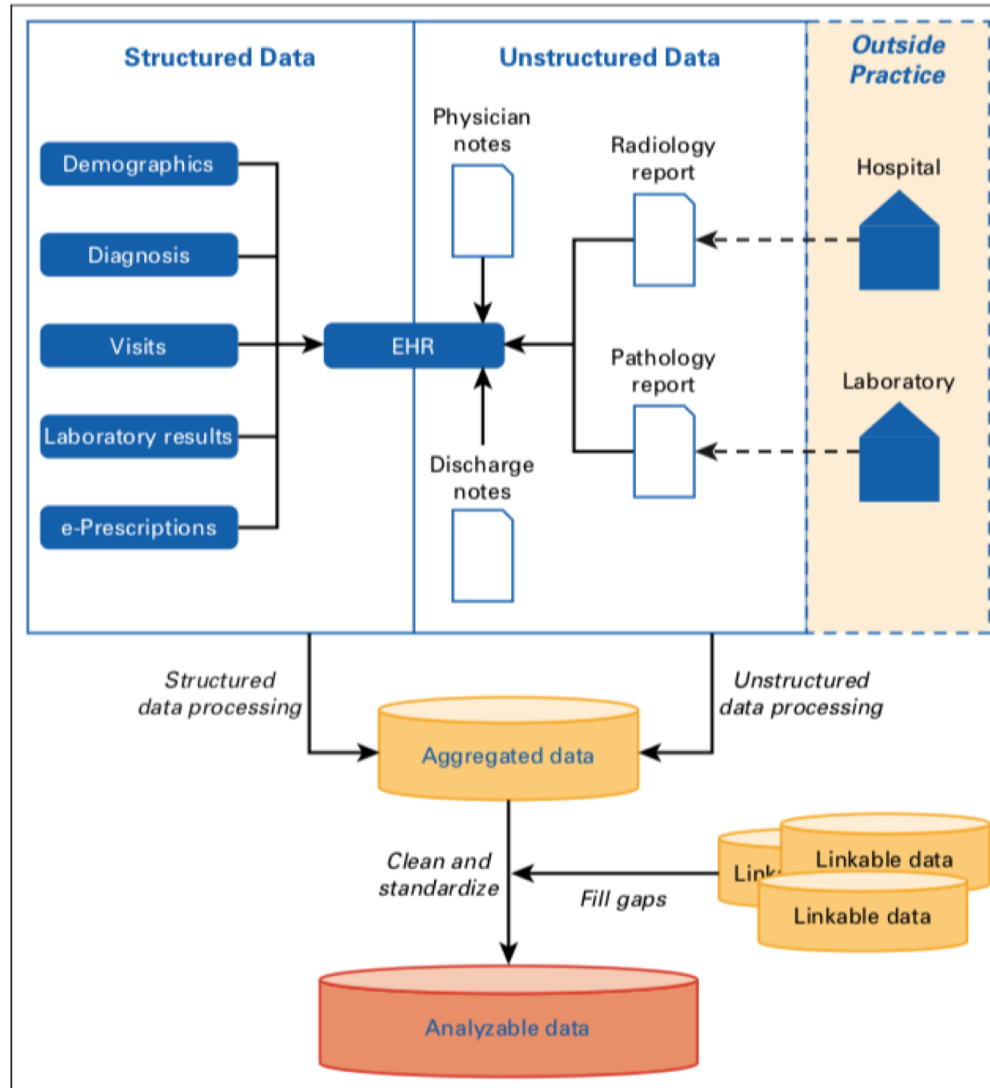 Structured Data
Demographics
Diagnosis
Visits
Laboratory results
e-Prescriptions
Unstructured Data
Physician
notes
EHR
Discharge
notes
Radiology
report
Pathology
report
Outside
Practice
Hospital
Laboratory
Structured
data processing
Unstructured
data processing
Aggregated data
Clean and
standardize
Fill gaps
Linkable data
Linkable data
Analyzable data